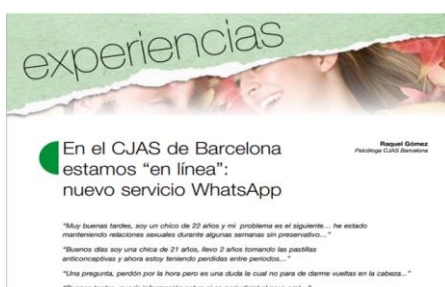 experiencias
En el CJAS de Barcelona
estamos “en línea”:
nuevo servicio WhatsApp
Raquel Gómez
Psicóloga CJAS Barcelona
“Muy buenas tardes, soy un chico de 22 años y mi problema es el siguiente... he estado
manteniendo relaciones sexuales durante algunas semanas sin preservativo...”
“Buenos días soy una chica de 21 años, llevo 2 años tomando las pastillas
anticonceptivas y ahora estoy teniendo perdidas entre periodos...”
“Una pregunta, perdón por la hora pero es una duda la cual no para de darme vueltas en la cabeza...”